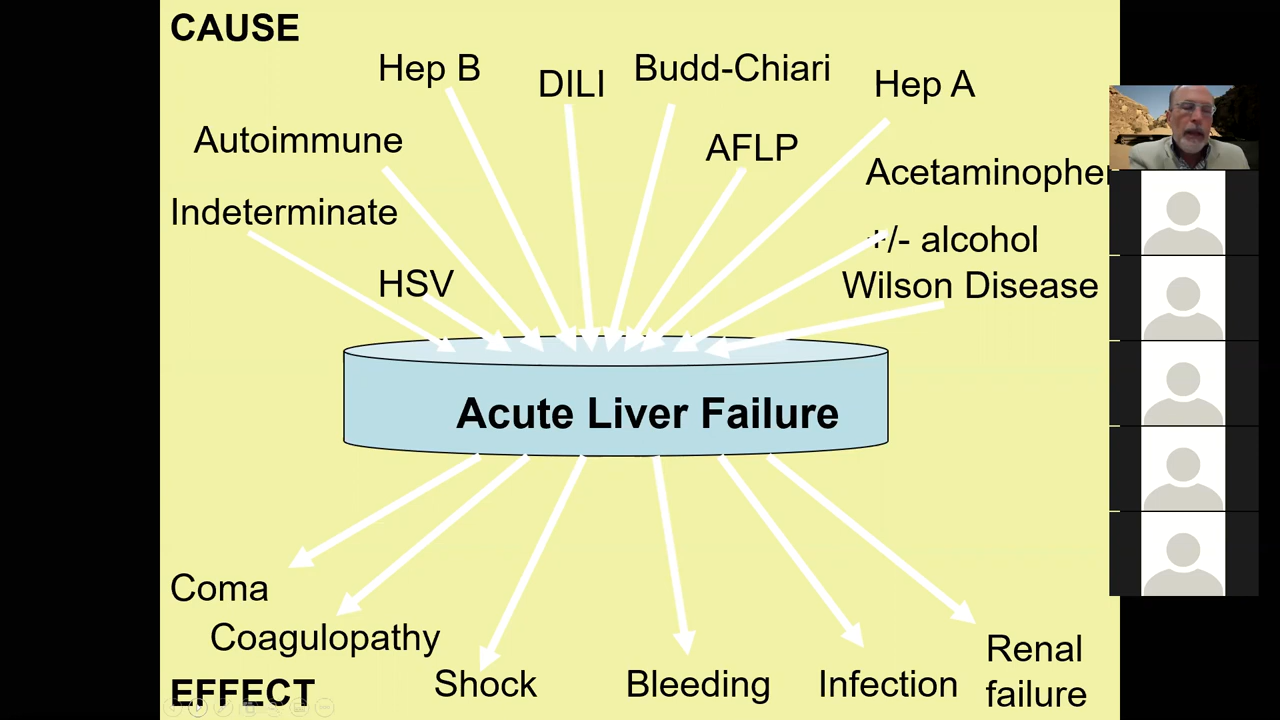 CAUSE
Hep B
DILI
Budd-Chiari
Hep A
Autoimmune
AFLP
Acetaminophe
Indeterminate
+/- alcohol
HSV
Wilson Disease
Acute Liver Failure
Coma
Coagulopathy
Shock
Bleeding
Infection
Renal
failure
EFFECT